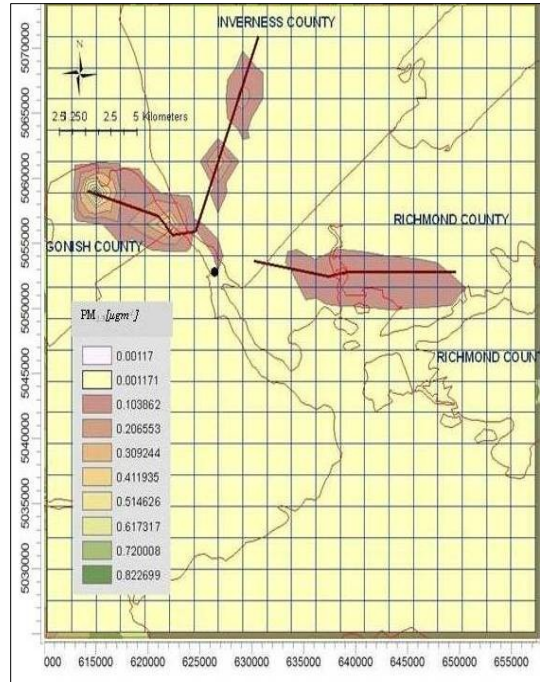 INVERNESS COUNTY
N
2.5 1.25 0 2.5 5 Kilometers
RICHMOND COUNTY
GONISH COUNTY
RICHMOND COUNT
PM [µgm⁻³]
0.00117
0.001171
0.103862
0.206553
0.309244
0.411935
0.514626
0.617317
0.720008
0.822699
5070000
5065000
5060000
5055000
5050000
5045000
5040000
5035000
5030000
000 615000 620000 625000 630000 635000 640000 645000 650000 655000